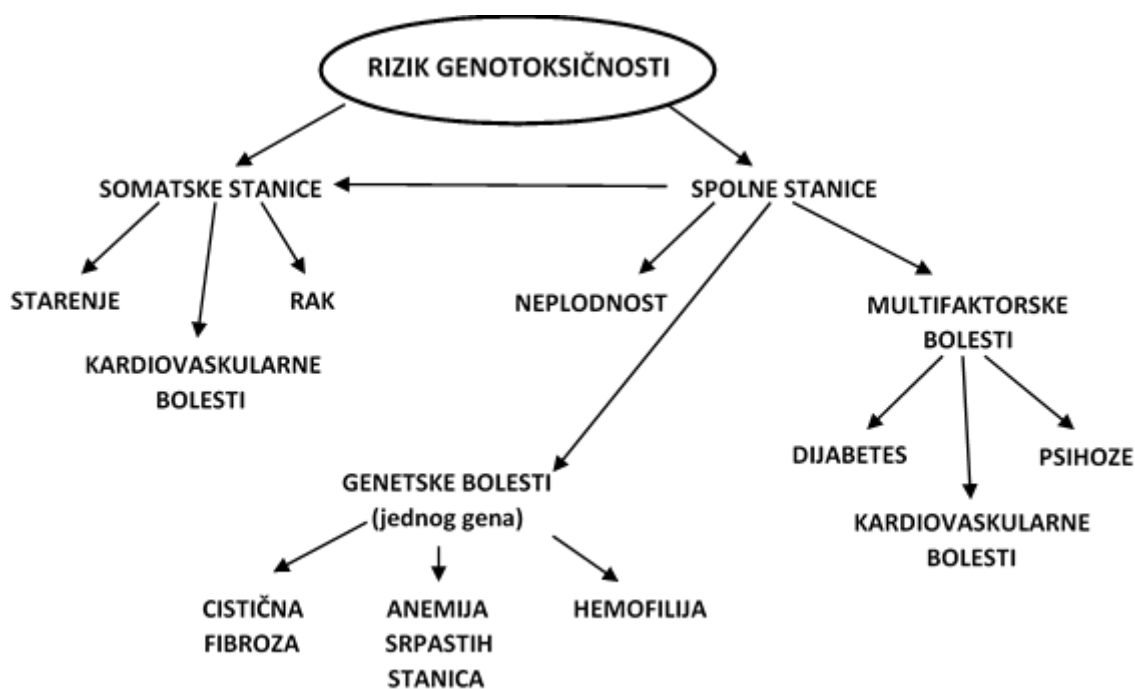 RIZIK GENOTOKSIČNOSTI
SOMATSKE STANICE
SPOLNE STANICE
STARENJE
RAK
KARDIOVASKULARNE
BOLESTI
NEPLODNOST
MULTIFAKTORSKE
BOLESTI
DIJABETES
PSIHOZE
KARDIOVASKULARNE
BOLESTI
GENETSKE BOLESTI
(jednog gena)
CISTIČNA
FIBROZA
ANEMIJA
SRPASTIH
STANICA
HEMOFILIJA